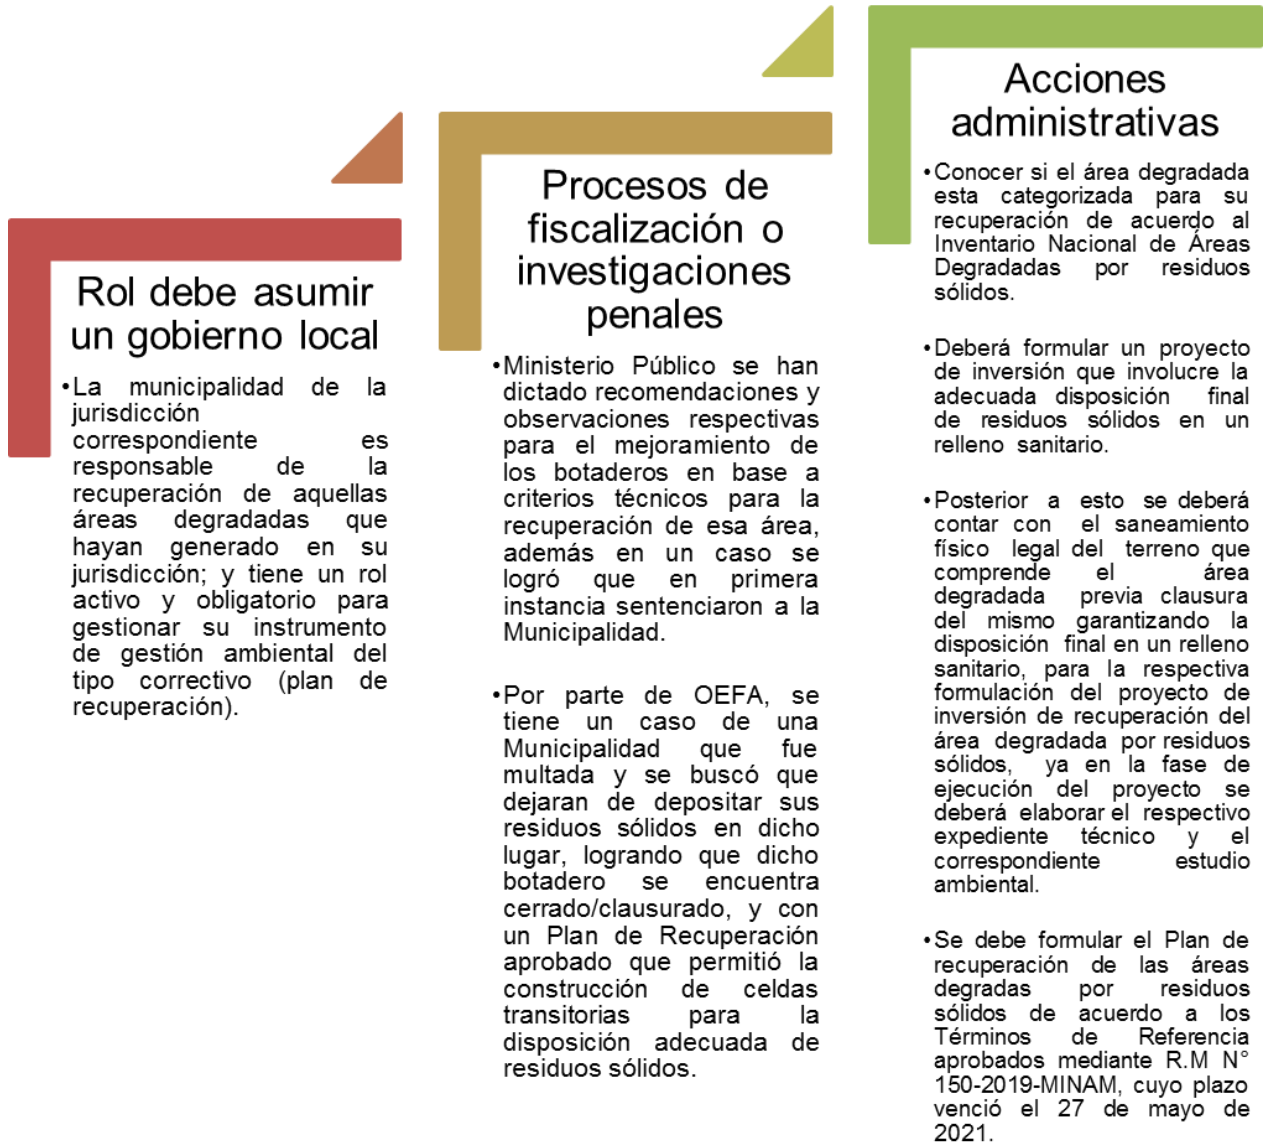 Rol debe asumir
un gobierno local
•La municipalidad de la
jurisdicción
correspondiente es
responsable de la
recuperación de aquellas
áreas degradadas que
hayan generado en su
jurisdicción; y tiene un rol
activo y obligatorio para
gestionar su instrumento
de gestión ambiental del
tipo correctivo (plan de
recuperación).
Procesos de
fiscalización o
investigaciones
penales
•Ministerio Público se han
dictado recomendaciones y
observaciones respectivas
para el mejoramiento de
los botaderos en base a
criterios técnicos para la
recuperación de esa área,
además en un caso se
logró que en primera
instancia sentenciaron a la
Municipalidad.
•Por parte de OEFA, se
tiene un caso de una
Municipalidad que fue
multada y se buscó que
dejaran de depositar sus
residuos sólidos en dicho
lugar, logrando que dicho
botadero se encuentra
cerrado/clausurado, y con
un Plan de Recuperación
aprobado que permitió la
construcción de celdas
transitorias para la
disposición adecuada de
residuos sólidos.
Acciones
administrativas
•Conocer si el área degradada
esta categorizada para su
recuperación de acuerdo al
Inventario Nacional de Áreas
Degradadas por residuos
sólidos.
•Deberá formular un proyecto
de inversión que involucre la
adecuada disposición final
de residuos sólidos en un
relleno sanitario.
•Posterior a esto se deberá
contar con el saneamiento
físico legal del terreno que
comprende el área
degradada previa clausura
del mismo garantizando la
disposición final en un relleno
sanitario, para la respectiva
formulación del proyecto de
inversión de recuperación del
área degradada por residuos
sólidos, ya en la fase de
ejecución del proyecto se
deberá elaborar el respectivo
expediente técnico y el
correspondiente estudio
ambiental.
•Se debe formular el Plan de
recuperación de las áreas
degradas por residuos
sólidos de acuerdo a los
Términos de Referencia
aprobados mediante R.M N°
150-2019-MINAM, cuyo plazo
venció el 27 de mayo de
2021.